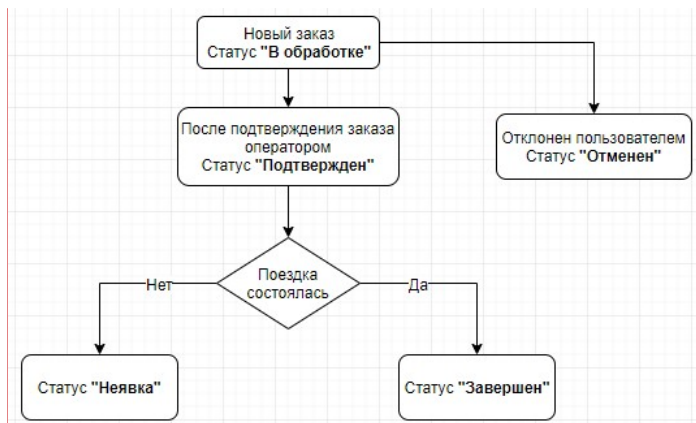 Новый заказ
Статус "В обработке"
После подтверждения заказа
оператором
Статус "Подтвержден"
Отклонен пользователем
Статус "Отменен"
Поездка
состоялась
Нет
Да
Статус "Неявка"
Статус "Завершен"